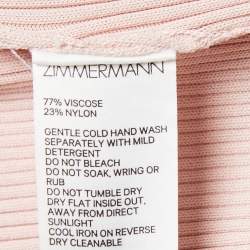 ZIMMERMANN
77% VISCOSE
23% NYLON
GENTLE COLD HAND WASH
SEPARATELY WITH MILD
DETERGENT
DO NOT BLEACH
DO NOT SOAK, WRING OR
RUB
DO NOT TUMBLE DRY
DRY FLAT INSIDE OUT,
AWAY FROM DIRECT
SUNLIGHT
COOL IRON ON REVERSE
DRY CLEANABLE